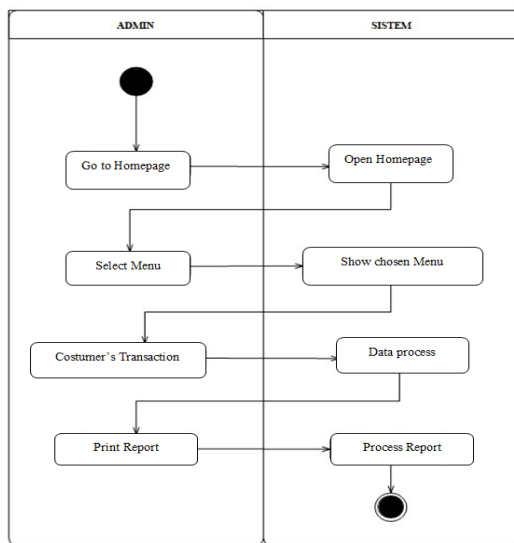 ADMIN
SISTEM
Go to Homepage
Open Homepage
Select Menu
Show chosen Menu
Costumer's Transaction
Data process
Print Report
Process Report